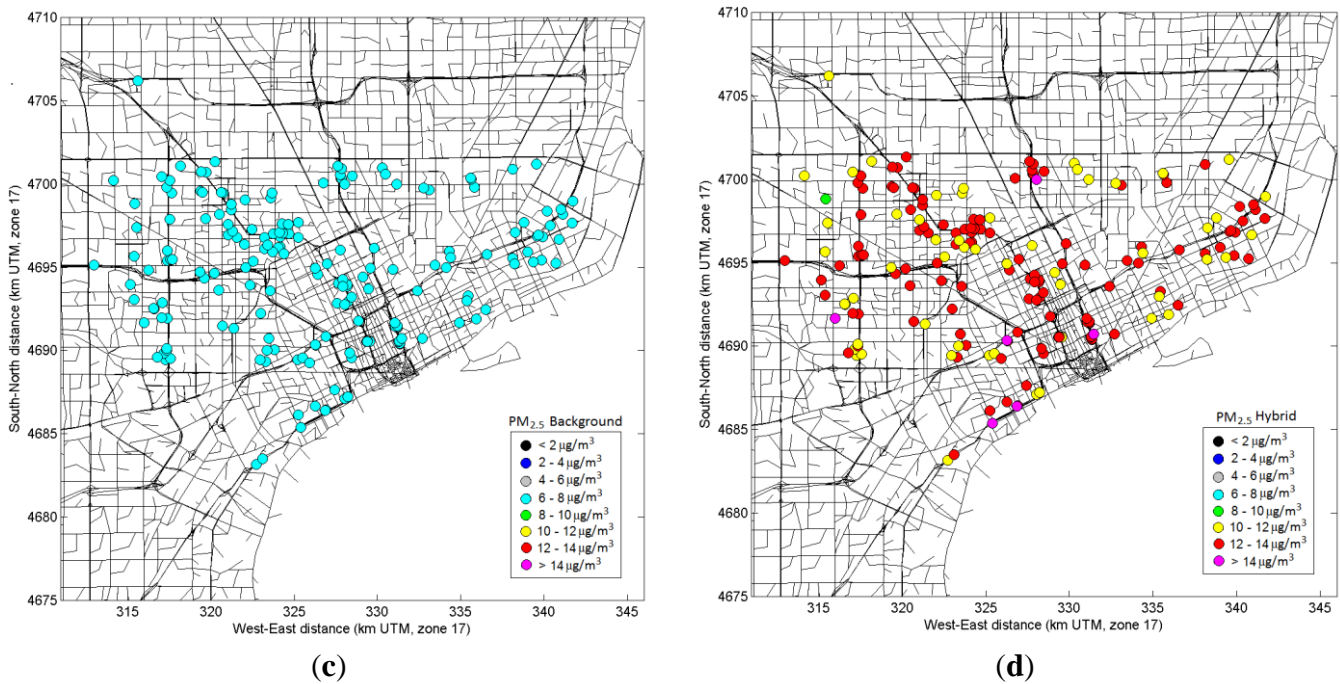 4710
4705
4700
4695
4690
4685
4680
4675
South-North distance (km UTM, zone 17)
PM2.5 Background
< 2 μg/m3
2 - 4 μg/m3
4 - 6 μg/m3
6 - 8 μg/m3
8 - 10 μg/m3
10 - 12 μg/m3
12 - 14 μg/m3
> 14 μg/m3
315 320 325 330 335 340 345
West-East distance (km UTM, zone 17)
(c)
4710
4705
4700
4695
4690
4685
4680
4675
South-North distance (km UTM, zone 17)
PM2.5 Hybrid
< 2 μg/m3
2 - 4 μg/m3
4 - 6 μg/m3
6 - 8 μg/m3
8 - 10 μg/m3
10 - 12 μg/m3
12 - 14 μg/m3
> 14 μg/m3
315 320 325 330 335 340 345
West-East distance (km UTM, zone 17)
(d)